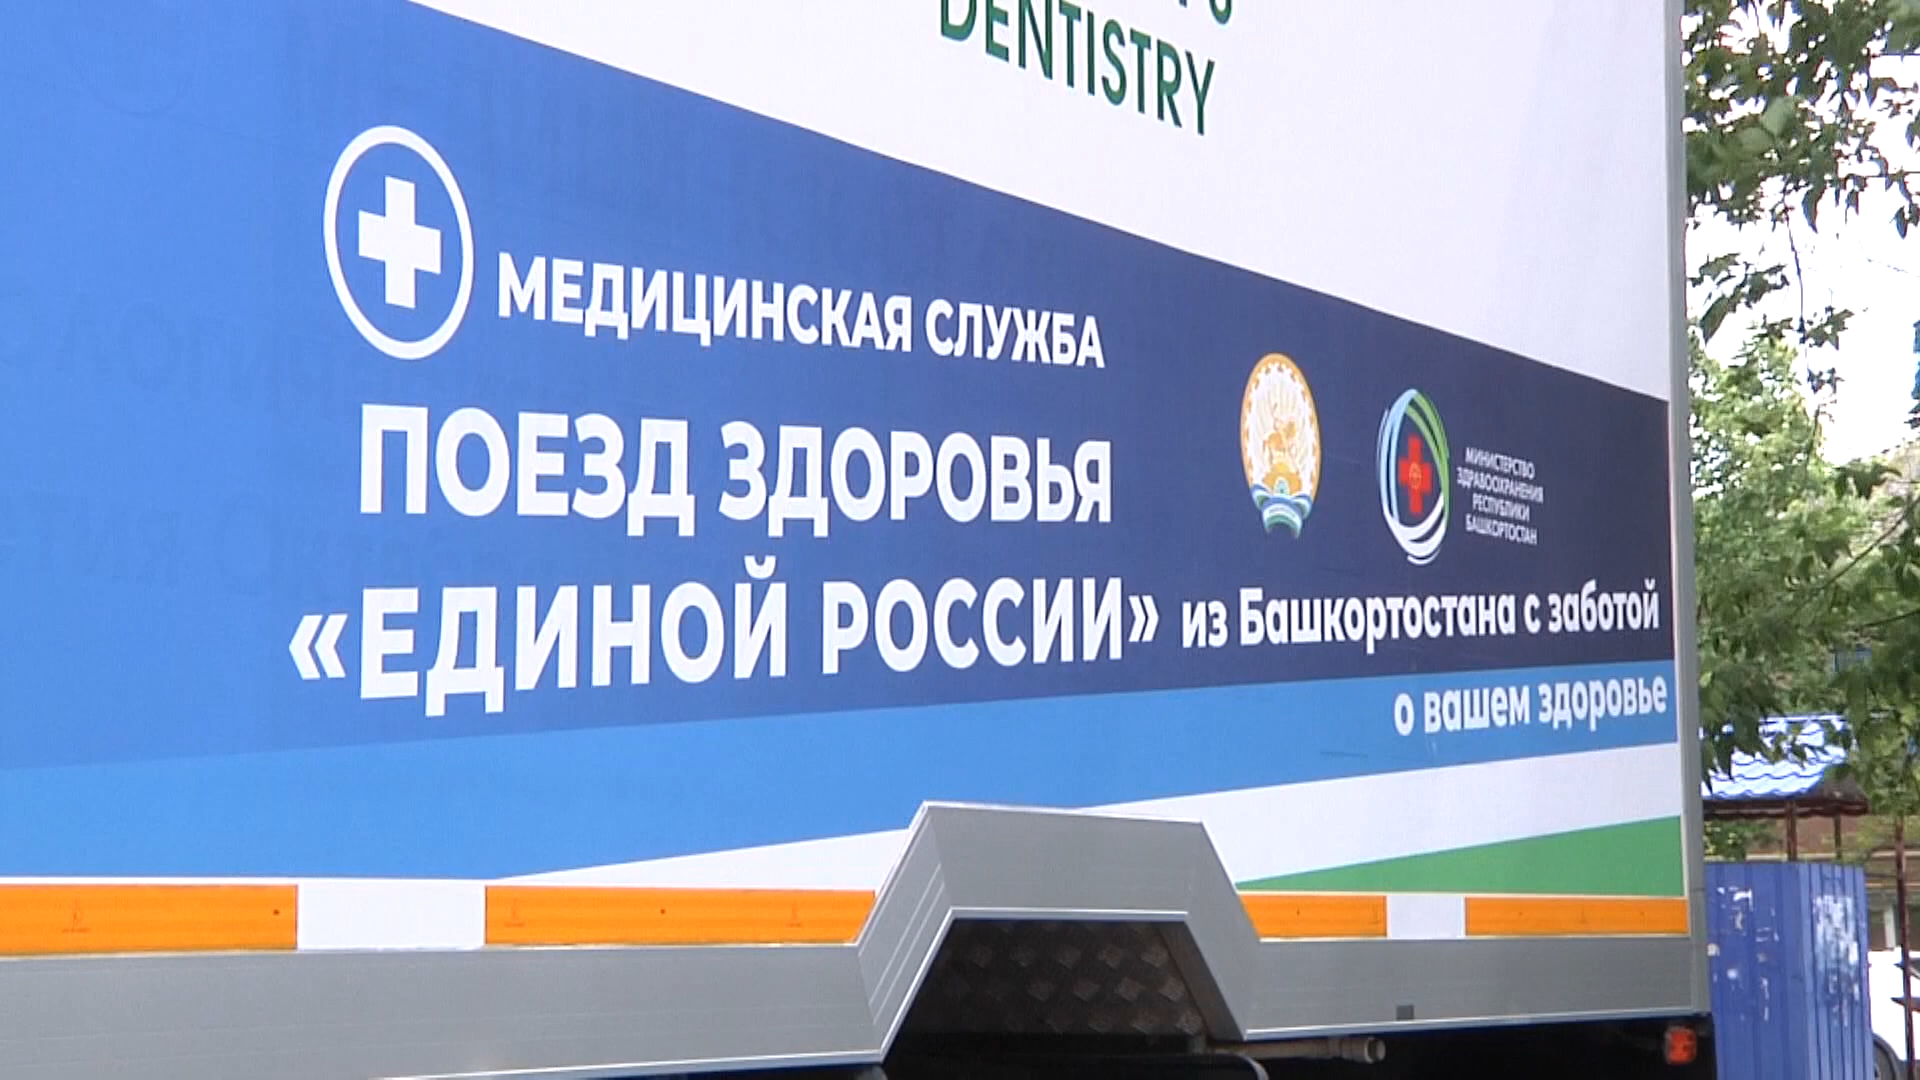 DENTISTRY
МЕДИЦИНСКАЯ СЛУЖБА
ПОЕЗД ЗДОРОВЬЯ
«ЕДИНОЙ РОССИИ» из Башкортостана с заботой
о вашем здоровье
МИНИСТЕРСТВО
ЗДРАВООХРАНЕНИЯ
РЕСПУБЛИКИ
БАШКОРТОСТАН